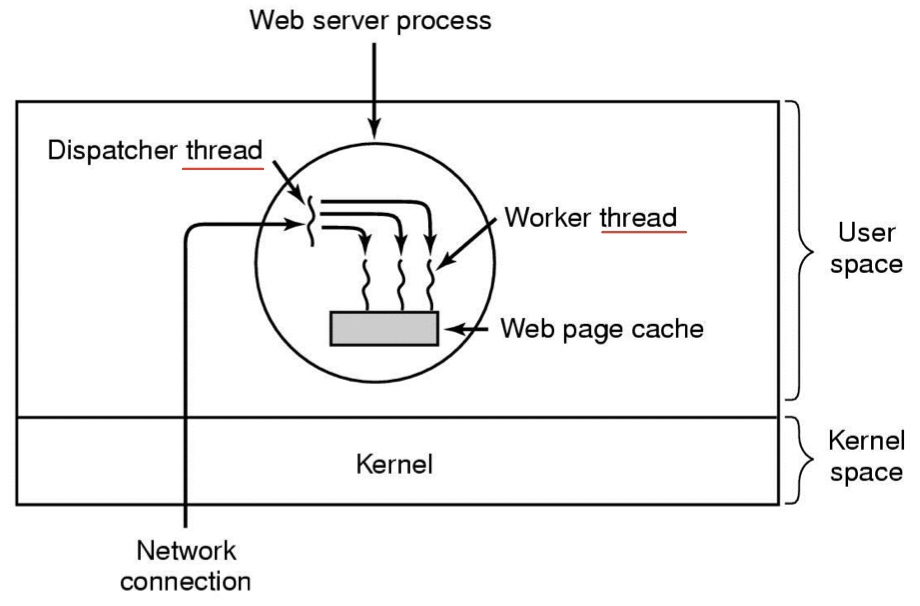 Web server process
Dispatcher thread
Worker thread
User
space
Web page cache
Kernel
Kernel
space
Network
connection